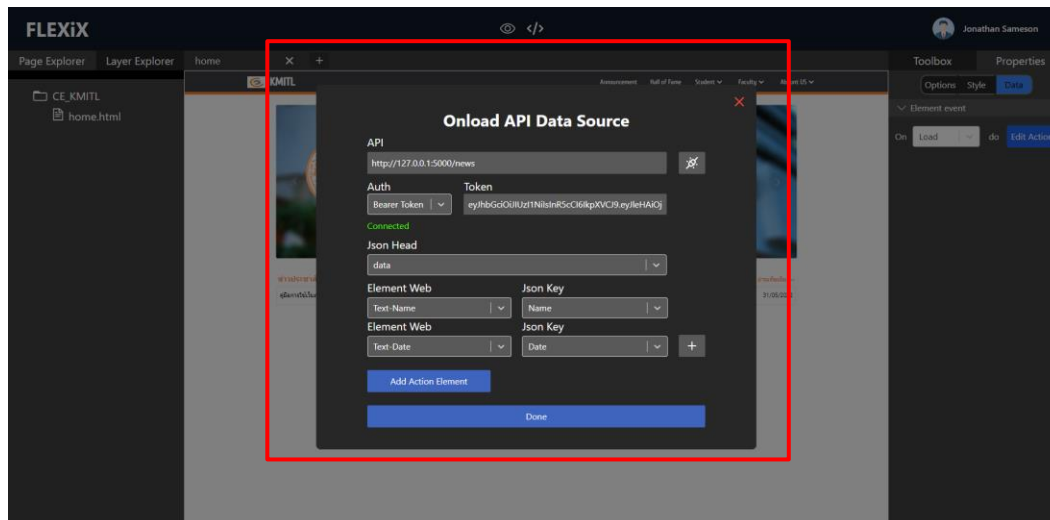 FLEXiX
</>
Jonathan Sameson
Page Explorer Layer Explorer home × + Toolbox Properties
KMITL Announcement Hall of Fame Student Faculty
Options Style Data
CE_KMITL
home.html
Element event
On Load do Edit Action
Onload API Data Source
API
http://127.0.0.1:5000/news
Auth Token
Bearer Token
Connected
Json Head
data
Element Web Json Key
Text-Name Name
Element Web Json Key
Text-Date Date +
Add Action Element
Done